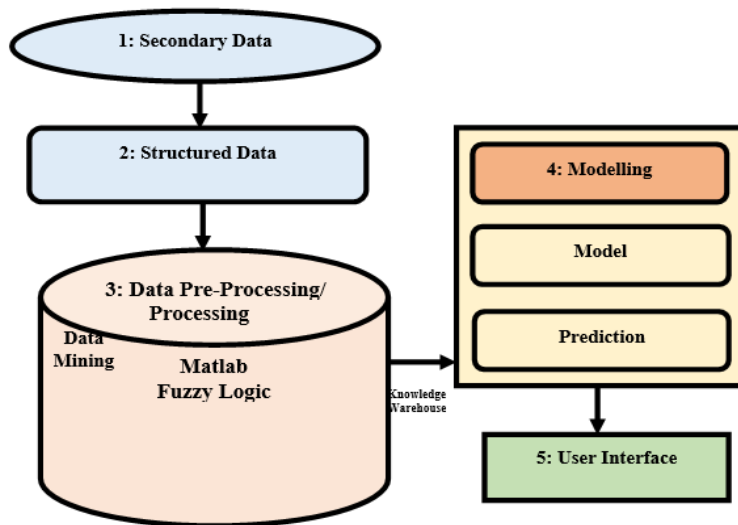 1: Secondary Data
2: Structured Data
3: Data Pre-Processing/
Processing
Data
Mining
Matlab
Fuzzy Logic
Knowledge
Warehouse
4: Modelling
Model
Prediction
5: User Interface